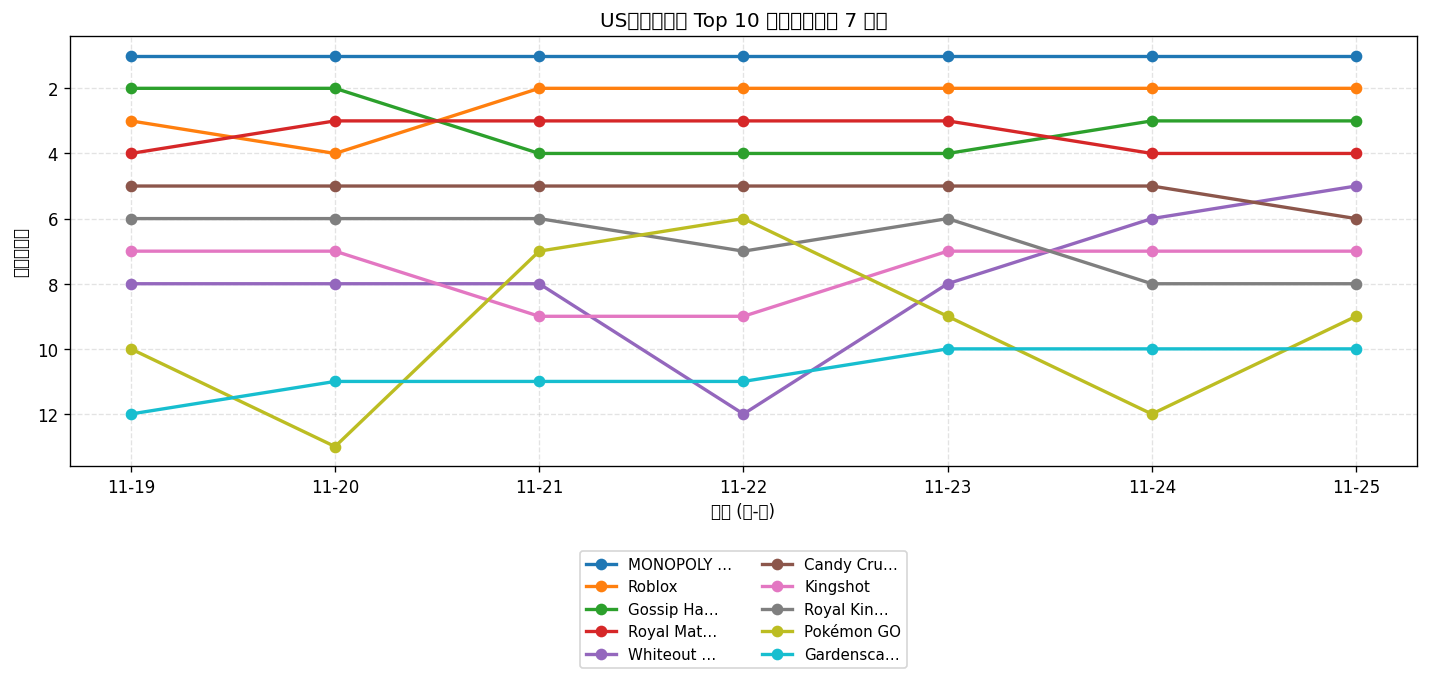 US Top 10 7
2
4
6
8
10
12
11-19 11-20 11-21 11-22 11-23 11-24 11-25
( - )
MONOPOLY ...
Roblox
Gossip Ha...
Royal Mat...
Whiteout ...
Candy Cru...
Kingshot
Royal Kin...
Pokémon GO
Gardensca...